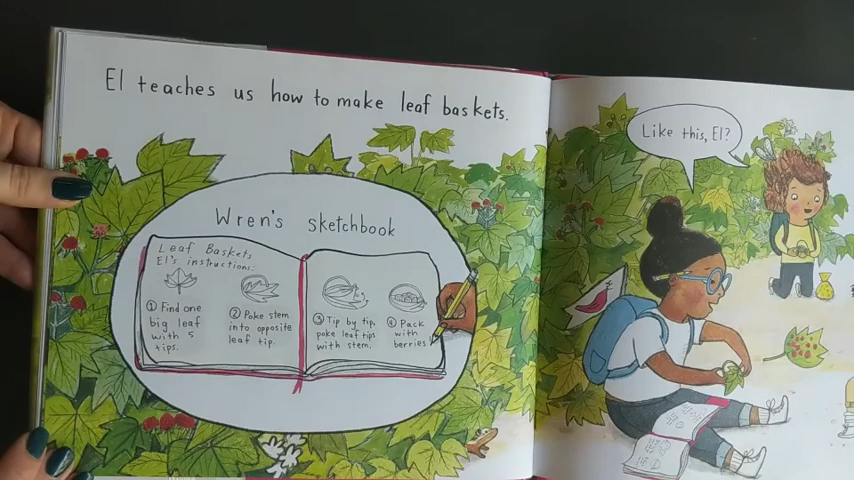 El teaches us how to make leaf baskets.
Wren's sketchbook
Leaf Baskets
El's instructions:
① Find one
big leaf
with 5
tips.
② Poke stem
into opposite
leaf tip.
③ Tip by tip,
poke leaf tips
with stem.
④ Pack
with
berries
Like this, El?